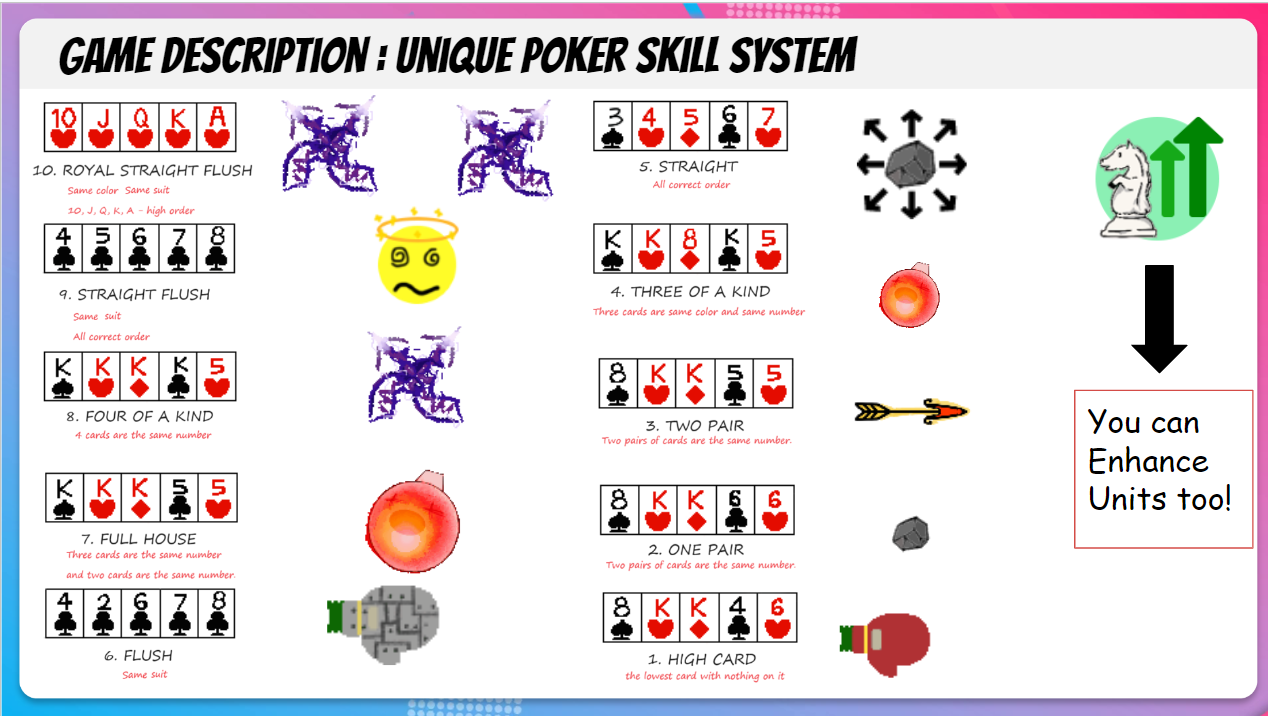 GAME DESCRIPTION : UNIQUE POKER SKILL SYSTEM
10 J Q K A
10. ROYAL STRAIGHT FLUSH
Same color Same suit
10, J, Q, K, A - high order
4 5 6 7 8
9. STRAIGHT FLUSH
Same suit
All correct order
K K K K 5
8. FOUR OF A KIND
4 cards are the same number
K K K 5 5
7. FULL HOUSE
Three cards are the same number
and two cards are the same number.
4 2 6 7 8
6. FLUSH
Same suit
3 4 5 6 7
5. STRAIGHT
All correct order
K K 8 K 5
4. THREE OF A KIND
Three cards are same color and same number
8 K K 5 5
3. TWO PAIR
Two pairs of cards are the same number.
8 K K 6 6
2. ONE PAIR
Two pairs of cards are the same number.
8 K K 4 6
1. HIGH CARD
the lowest card with nothing on it
You can
Enhance
Units too!